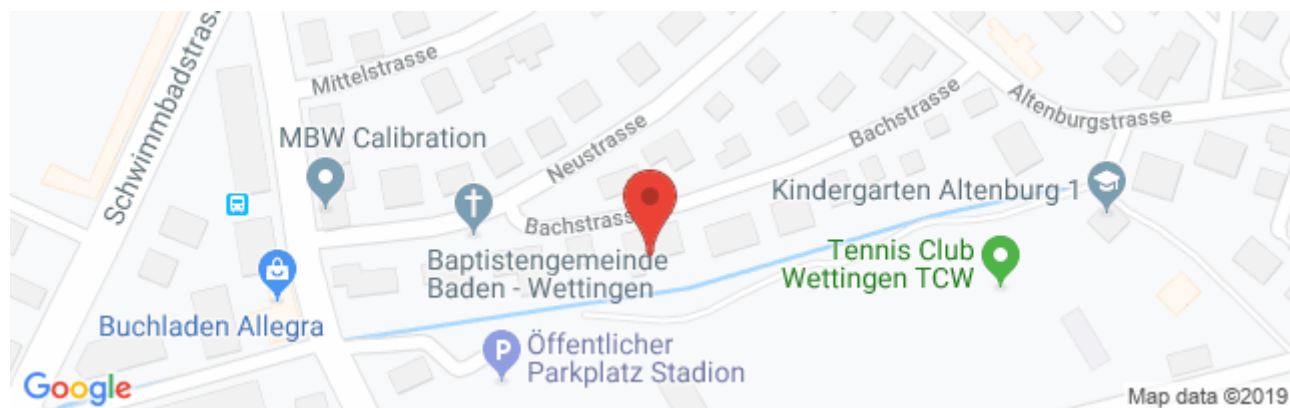 Schwimmbadstrass
Mittelstrasse
MBW Calibration
Neustrasse
Bachstrasse
Altenburgstrasse
Kindergarten Altenburg 1
Bachstrasse
Baptistengemeinde
Baden - Wettingen
Tennis Club
Wettingen TCW
Buchladen Allegra
P
Öffentlicher
Parkplatz Stadion
Google
Map data ©2019